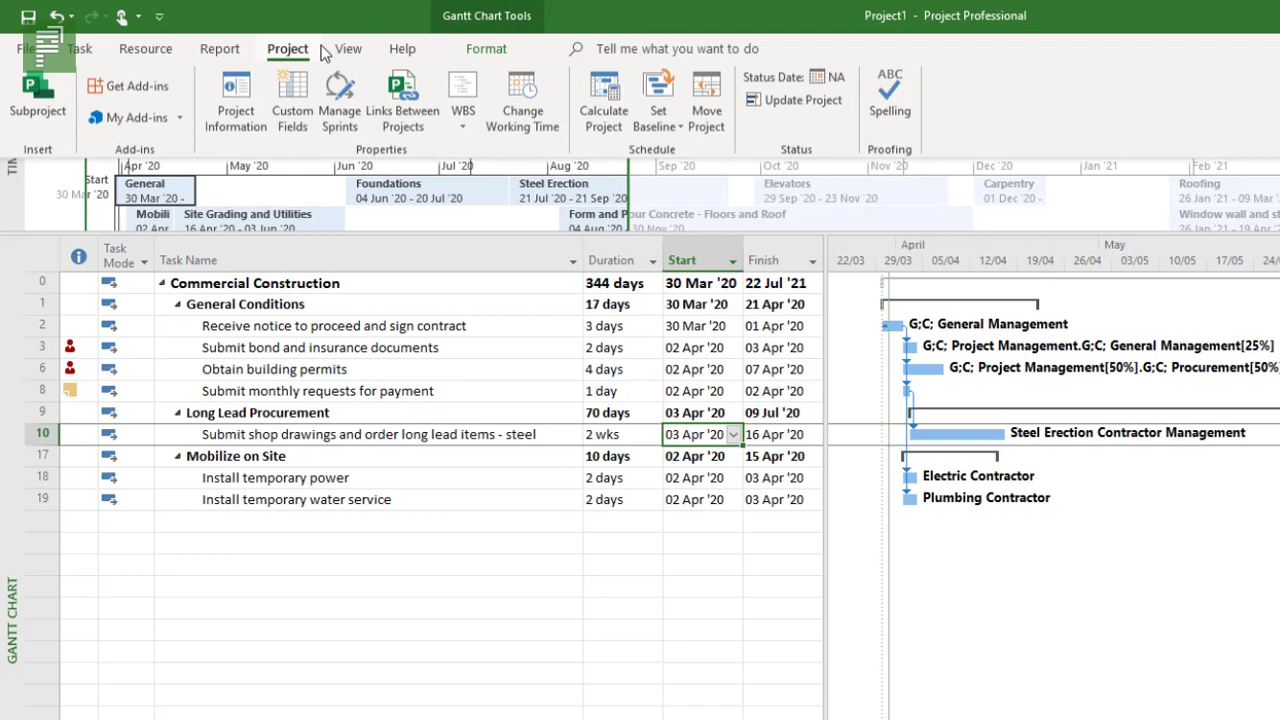 Gantt Chart Tools
Project1 - Project Professional
File Task Resource Report Project View Help Format Tell me what you want to do
Subproject
Get Add-ins
My Add-ins
Project Information
Custom Fields
Manage Sprints
Links Between Projects
WBS
Change Working Time
Calculate Project
Set Baseline
Move Project
Status Date: NA
Update Project
ABC
Spelling
Insert Add-ins Properties Schedule Status Proofing
Apr '20 May '20 Jun '20 Jul '20 Aug '20 Sep '20 Oct '20 Nov '20 Dec '20 Jan '21 Feb '21
Start
30 Mar '20
General
30 Mar '20 -
Foundations
04 Jun '20 - 20 Jul '20
Steel Erection
21 Jul '20 - 21 Sep '20
Elevators
29 Sep '20 - 23 Nov '20
Carpentry
01 Dec '20 -
Roofing
26 Jan '21 - 09 Mar
Mobili
02 Apr
Site Grading and Utilities
16 Apr '20 - 03 Jun '20
Form and Pour Concrete - Floors and Roof
04 Aug '20 - 30 Nov '20
Window wall and s
26 Jan '21 - 19 Apr
Task Mode Task Name Duration Start Finish
April May
22/03 29/03 05/04 12/04 19/04 26/04 03/05 10/05 17/05 24/
0 Commercial Construction 344 days 30 Mar '20 22 Jul '21
1 General Conditions 17 days 30 Mar '20 21 Apr '20
2 Receive notice to proceed and sign contract 3 days 30 Mar '20 01 Apr '20 G;C; General Management
3 Submit bond and insurance documents 2 days 02 Apr '20 03 Apr '20 G;C; Project Management.G;C; General Management[25%]
6 Obtain building permits 4 days 02 Apr '20 07 Apr '20 G;C; Project Management[50%].G;C; Procurement[50%]
8 Submit monthly requests for payment 1 day 02 Apr '20 02 Apr '20
9 Long Lead Procurement 70 days 03 Apr '20 09 Jul '20
10 Submit shop drawings and order long lead items - steel 2 wks 03 Apr '20 16 Apr '20 Steel Erection Contractor Management
17 Mobilize on Site 10 days 02 Apr '20 15 Apr '20
18 Install temporary power 2 days 02 Apr '20 03 Apr '20 Electric Contractor
19 Install temporary water service 2 days 02 Apr '20 03 Apr '20 Plumbing Contractor
GANTT CHART